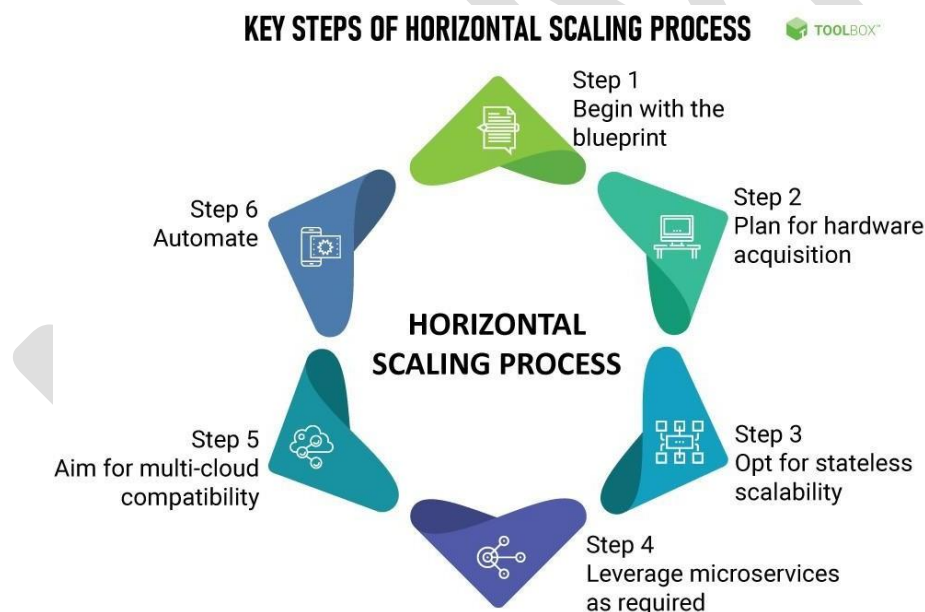 KEY STEPS OF HORIZONTAL SCALING PROCESS
TOOLBOX™
Step 1
Begin with the
blueprint
Step 2
Plan for hardware
acquisition
Step 3
Opt for stateless
scalability
Step 4
Leverage microservices
as required
Step 5
Aim for multi-cloud
compatibility
Step 6
Automate
HORIZONTAL
SCALING PROCESS